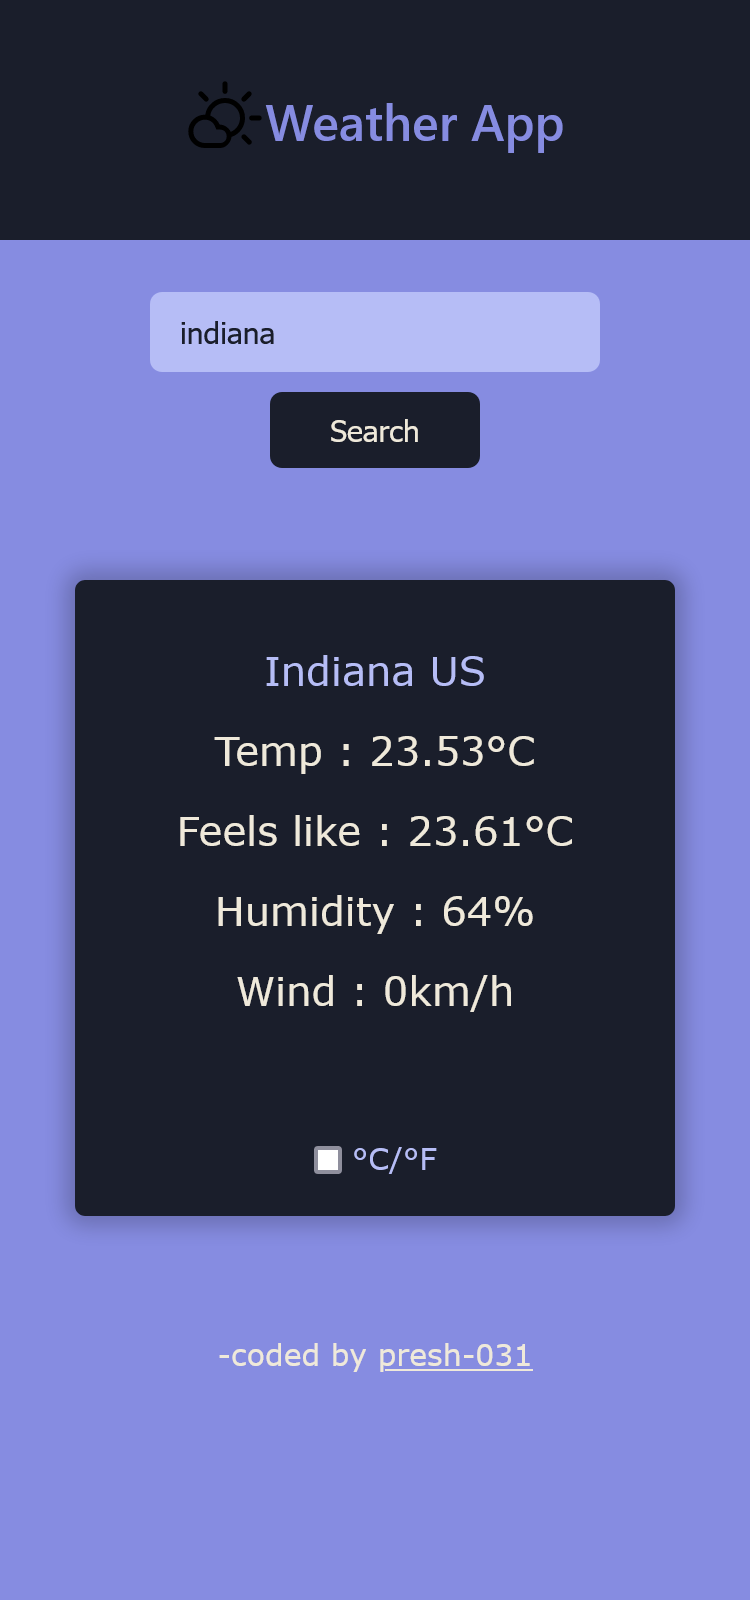 Weather App
indiana
Search
Indiana US
Temp : 23.53°C
Feels like : 23.61°C
Humidity : 64%
Wind : 0km/h
°C/°F
-coded by presh-031